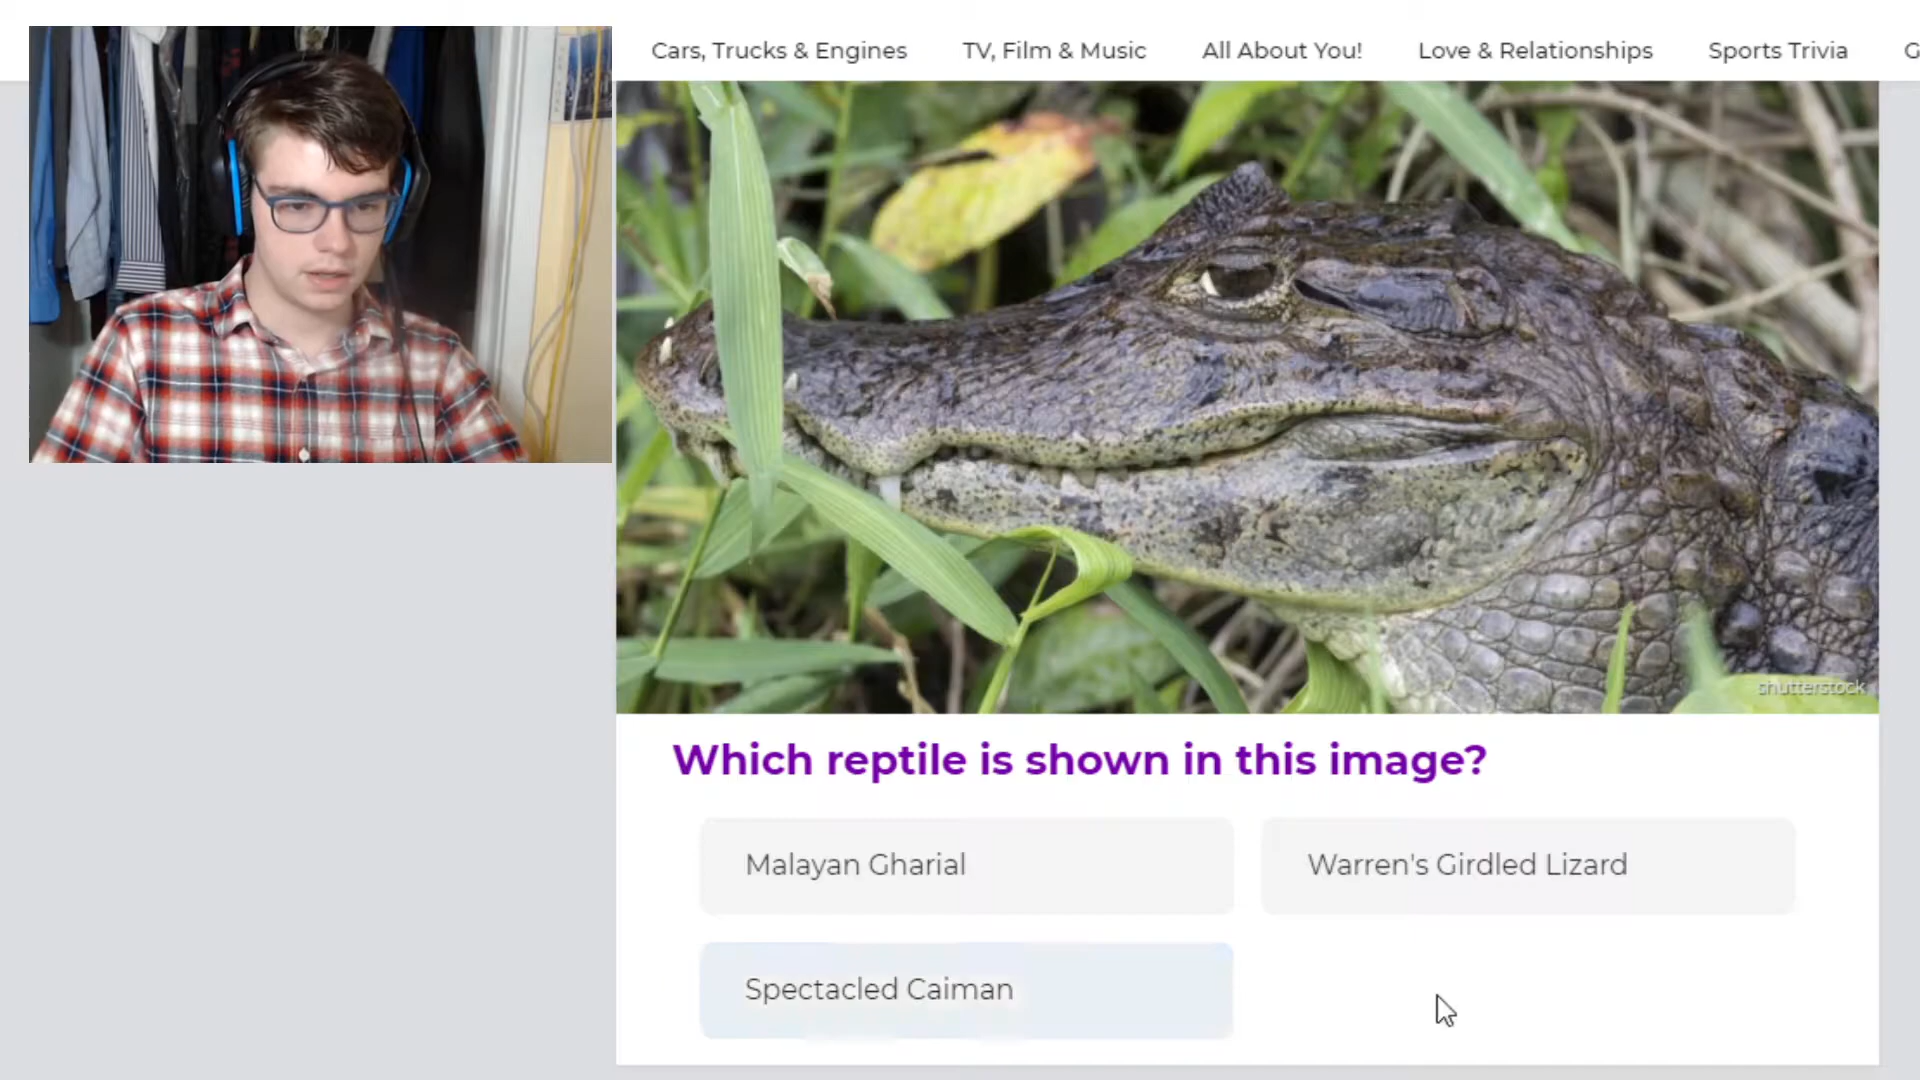 Cars, Trucks & Engines TV, Film & Music All About You! Love & Relationships Sports Trivia G
shutterstock
Which reptile is shown in this image?
Malayan Gharial Warren's Girdled Lizard
Spectacled Caiman